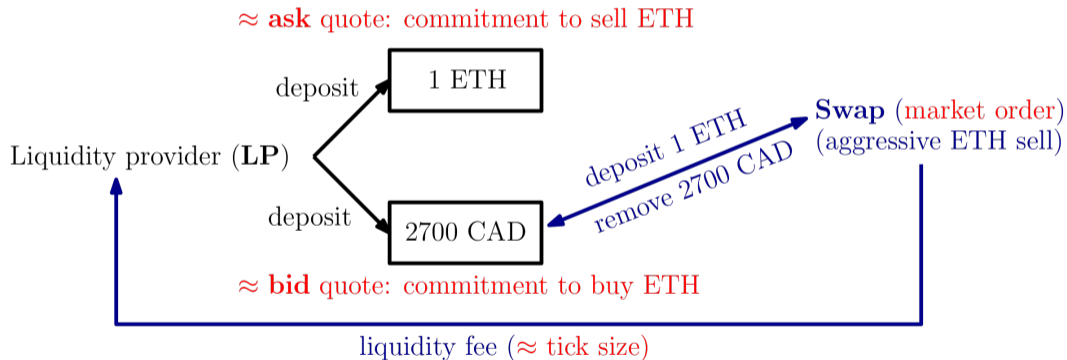 ≈ ask quote: commitment to sell ETH
deposit
1 ETH
Swap (market order)
(aggressive ETH sell)
deposit 1 ETH
remove 2700 CAD
Liquidity provider (LP)
deposit
2700 CAD
≈ bid quote: commitment to buy ETH
liquidity fee (≈ tick size)